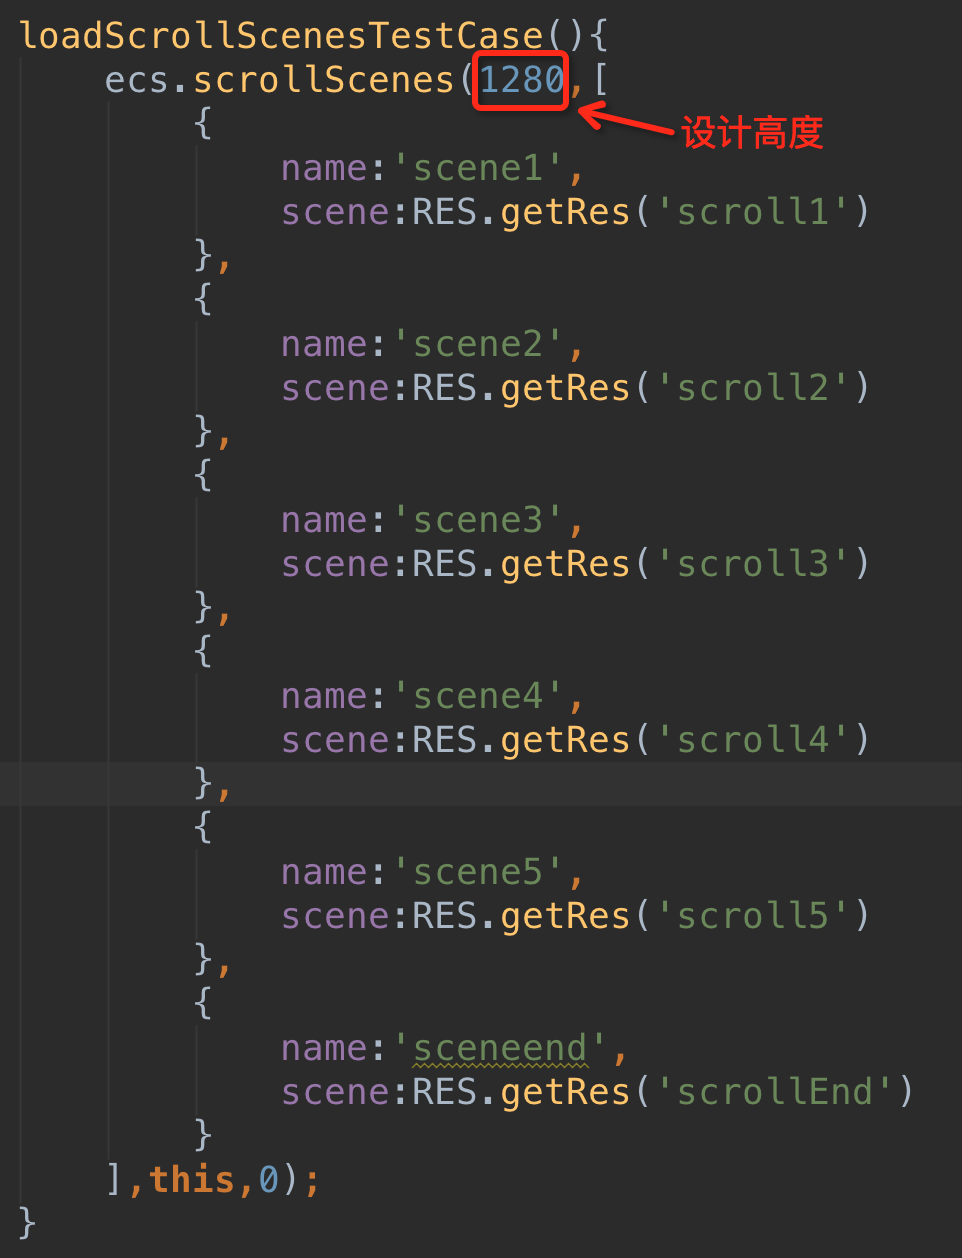 loadScrollScenesTestCase(){
ecs.scrollScenes(1280,[
设计高度
{
name:'scene1',
scene:RES.getRes('scroll1')
},
{
name:'scene2',
scene:RES.getRes('scroll2')
},
{
name:'scene3',
scene:RES.getRes('scroll3')
},
{
name:'scene4',
scene:RES.getRes('scroll4')
},
{
name:'scene5',
scene:RES.getRes('scroll5')
},
{
name:'sceneend',
scene:RES.getRes('scrollEnd')
}
],this,0);
}